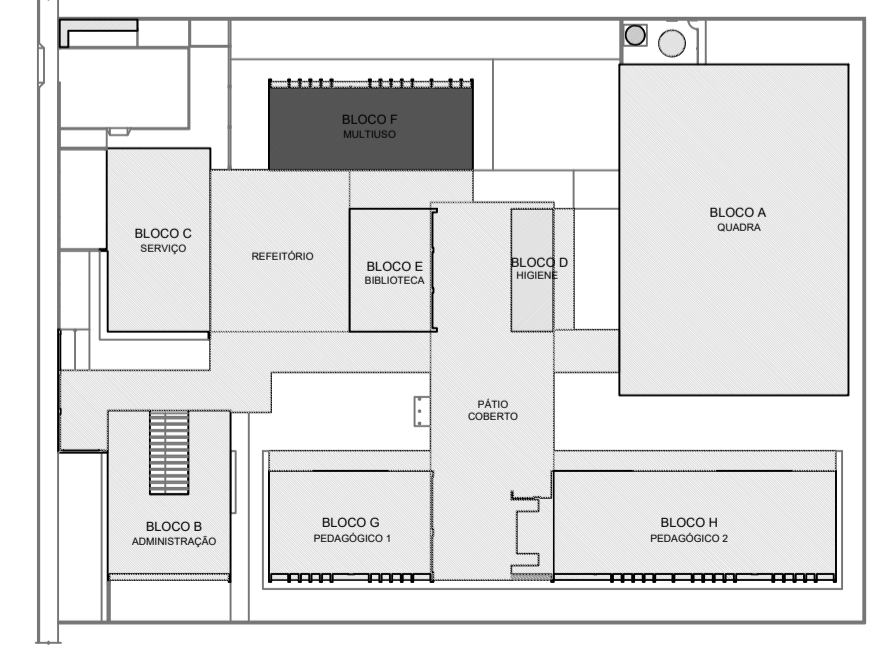 BLOCO F
MULTIUSO
BLOCO A
QUADRA
BLOCO C
SERVIÇO
REFEITÓRIO
BLOCO E
BIBLIOTECA
BLOCO D
HIGIENE
PÁTIO
COBERTO
BLOCO B
ADMINISTRAÇÃO
BLOCO G
PEDAGÓGICO 1
BLOCO H
PEDAGÓGICO 2